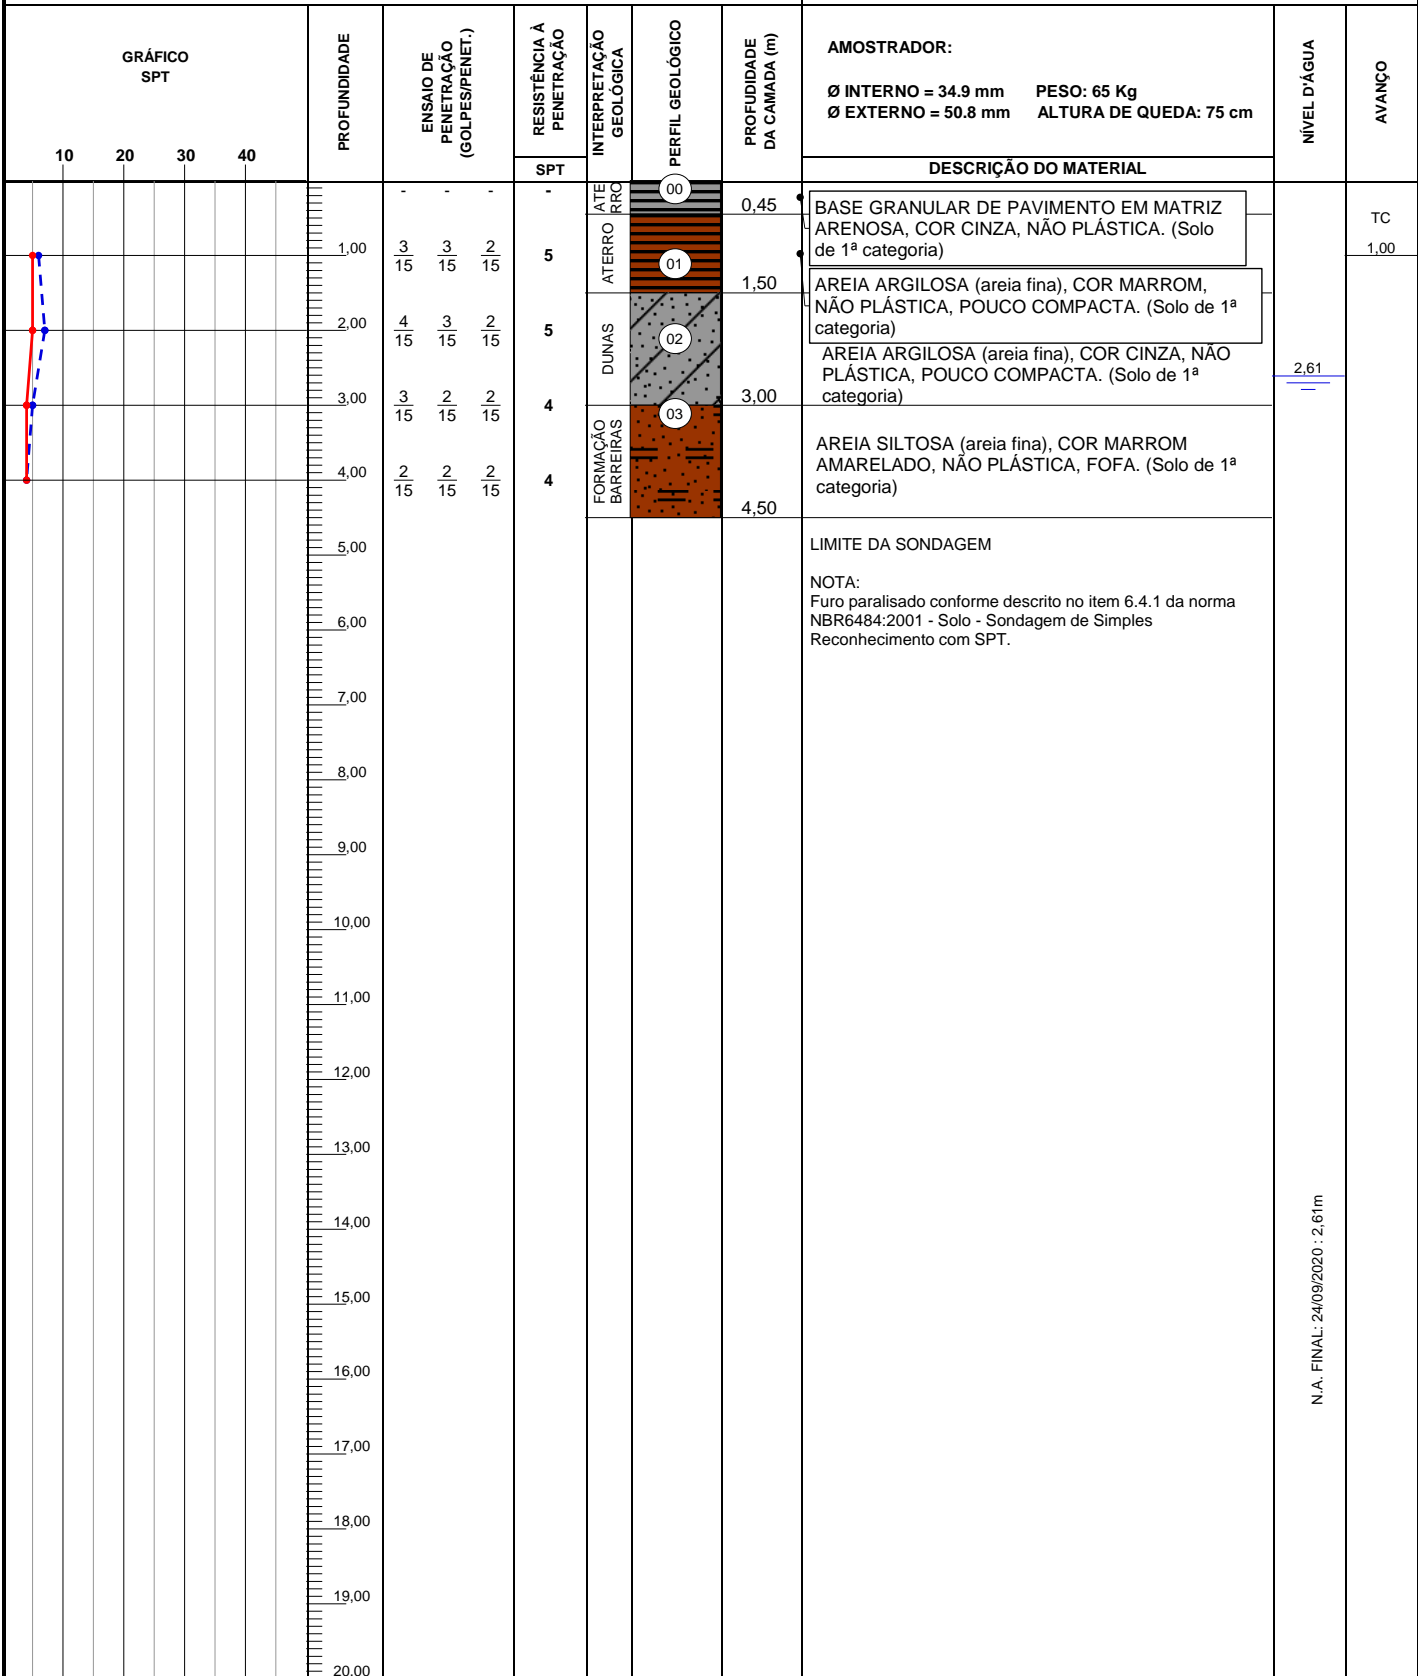 GRÁFICO
SPT
10 20 30 40
PROFUNDIDADE
ENSAIO DE
PENETRAÇÃO
(GOLPES/PENET.)
RESISTÊNCIA À
PENETRAÇÃO
SPT
INTERPRETAÇÃO
GEOLÓGICA
PERFIL GEOLÓGICO
PROFUDIDADE
DA CAMADA (m)
AMOSTRADOR:
Ø INTERNO = 34.9 mm PESO: 65 Kg
Ø EXTERNO = 50.8 mm ALTURA DE QUEDA: 75 cm
DESCRIÇÃO DO MATERIAL
NÍVEL D'ÁGUA
AVANÇO
- - - -
ATE
RRO
00
0,45
BASE GRANULAR DE PAVIMENTO EM MATRIZ
ARENOSA, COR CINZA, NÃO PLÁSTICA. (Solo
de 1ª categoria)
TC
1,00
1,00
3 3 2
15 15 15
5
ATERRO
01
1,50
AREIA ARGILOSA (areia fina), COR MARROM,
NÃO PLÁSTICA, POUCO COMPACTA. (Solo de 1ª
categoria)
2,00
4 3 2
15 15 15
5
DUNAS
02
3,00
AREIA ARGILOSA (areia fina), COR CINZA, NÃO
PLÁSTICA, POUCO COMPACTA. (Solo de 1ª
categoria)
2,61
3,00
3 2 2
15 15 15
4
03
FORMAÇÃO
BARREIRAS
AREIA SILTOSA (areia fina), COR MARROM
AMARELADO, NÃO PLÁSTICA, FOFA. (Solo de 1ª
categoria)
4,00
2 2 2
15 15 15
4
4,50
5,00
LIMITE DA SONDAGEM
NOTA:
Furo paralisado conforme descrito no item 6.4.1 da norma
NBR6484:2001 - Solo - Sondagem de Simples
Reconhecimento com SPT.
6,00
7,00
8,00
9,00
10,00
11,00
12,00
13,00
14,00
15,00
16,00
17,00
18,00
19,00
20.00
N.A. FINAL: 24/09/2020 : 2,61m